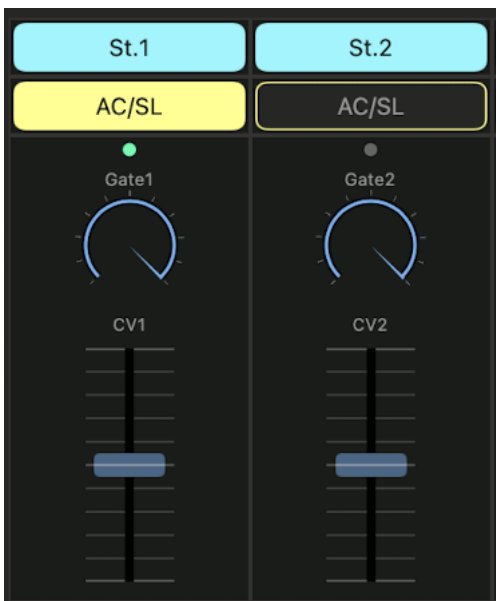 St.1
St.2
AC/SL
AC/SL
Gate1
Gate2
CV1
CV2